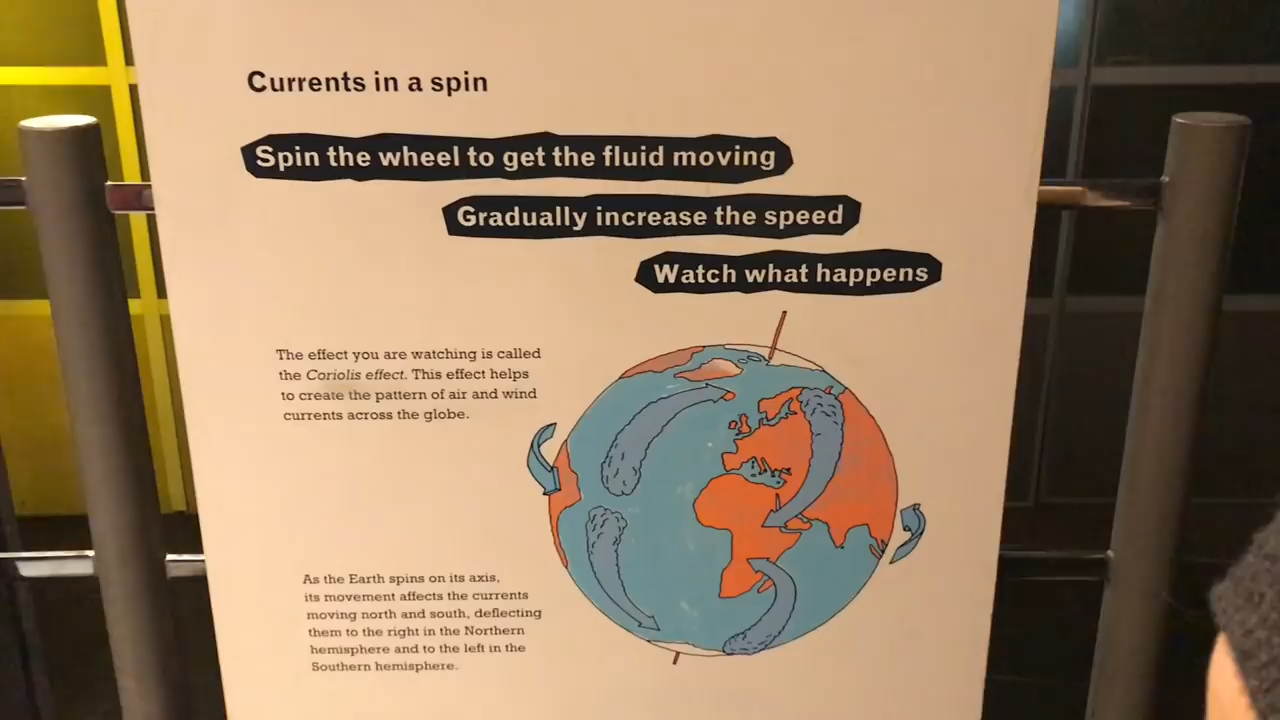 Currents in a spin
Spin the wheel to get the fluid moving
Gradually increase the speed
Watch what happens
The effect you are watching is called
the Coriolis effect. This effect helps
to create the pattern of air and wind
currents across the globe.
As the Earth spins on its axis,
its movement affects the currents
moving north and south, deflecting
them to the right in the Northern
hemisphere and to the left in the
Southern hemisphere.